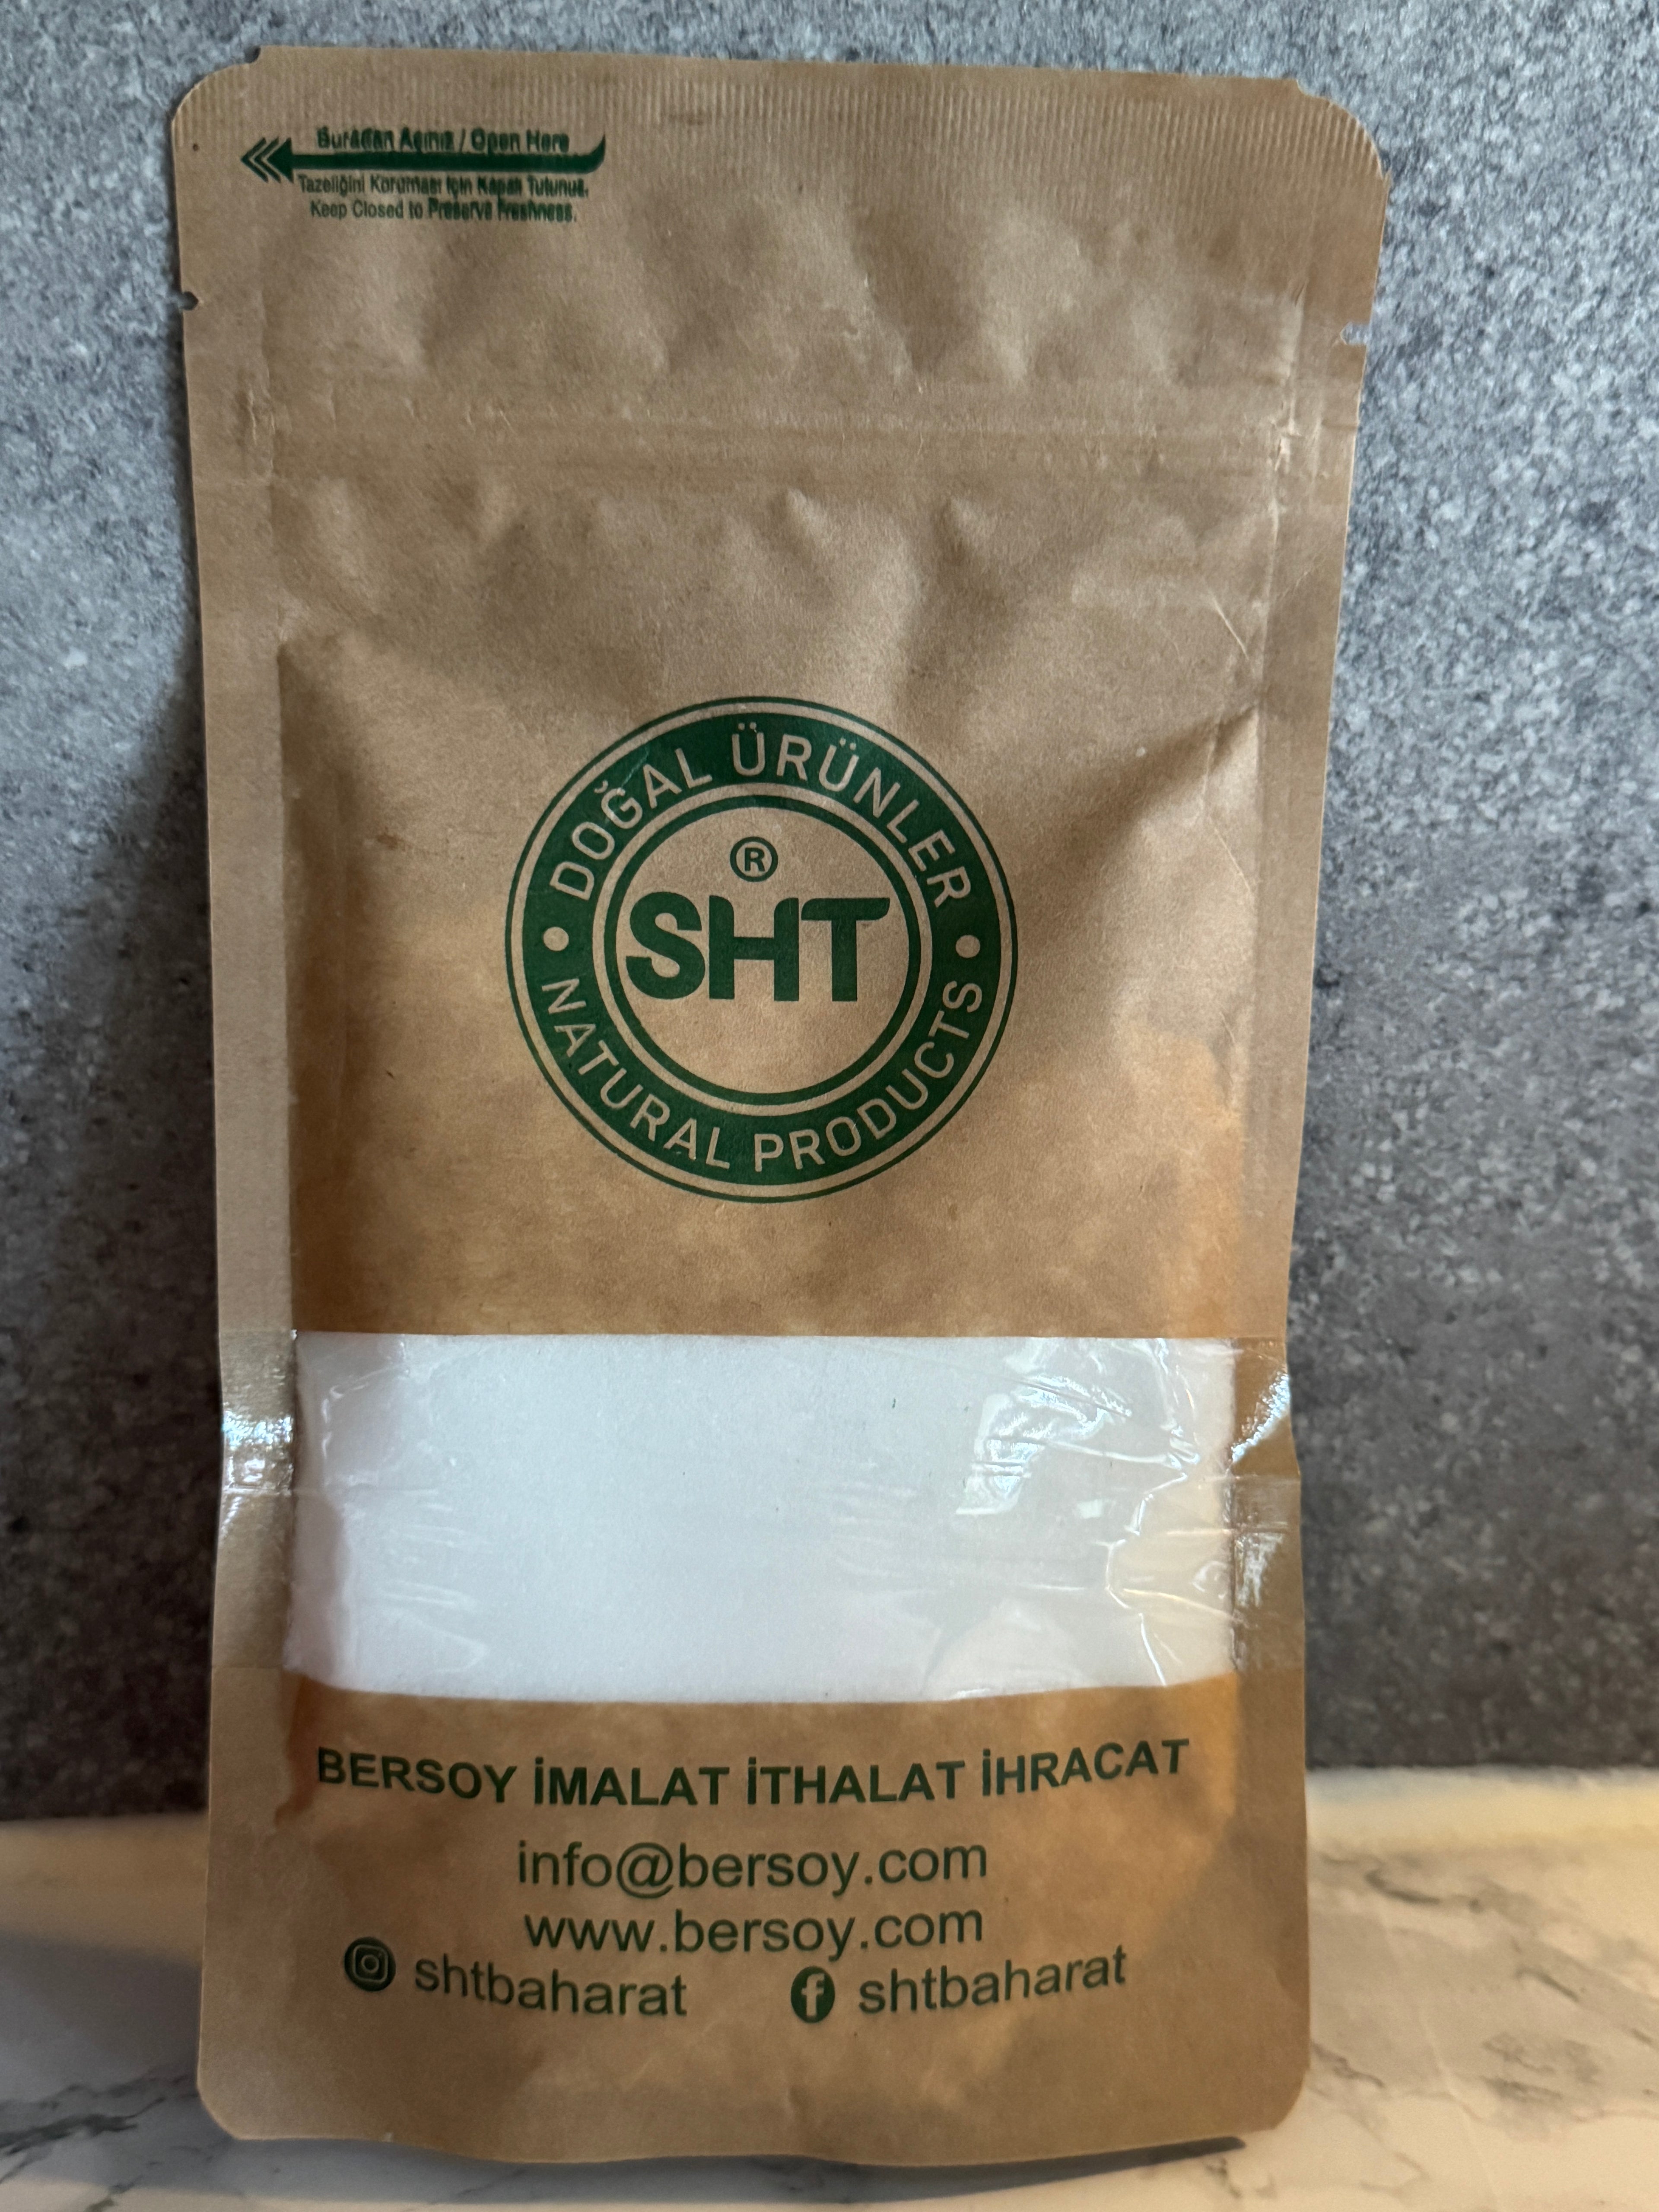 Buradan Açınız / Open Here
Tazeliğini Koruması İçin Kapalı Tutunuz.
Keep Closed to Preserve Freshness.
DOĞAL ÜRÜNLER
®
SHT
NATURAL PRODUCTS
BERSOY İMALAT İTHALAT İHRACAT
info@bersoy.com
www.bersoy.com
shtbaharat shtbaharat